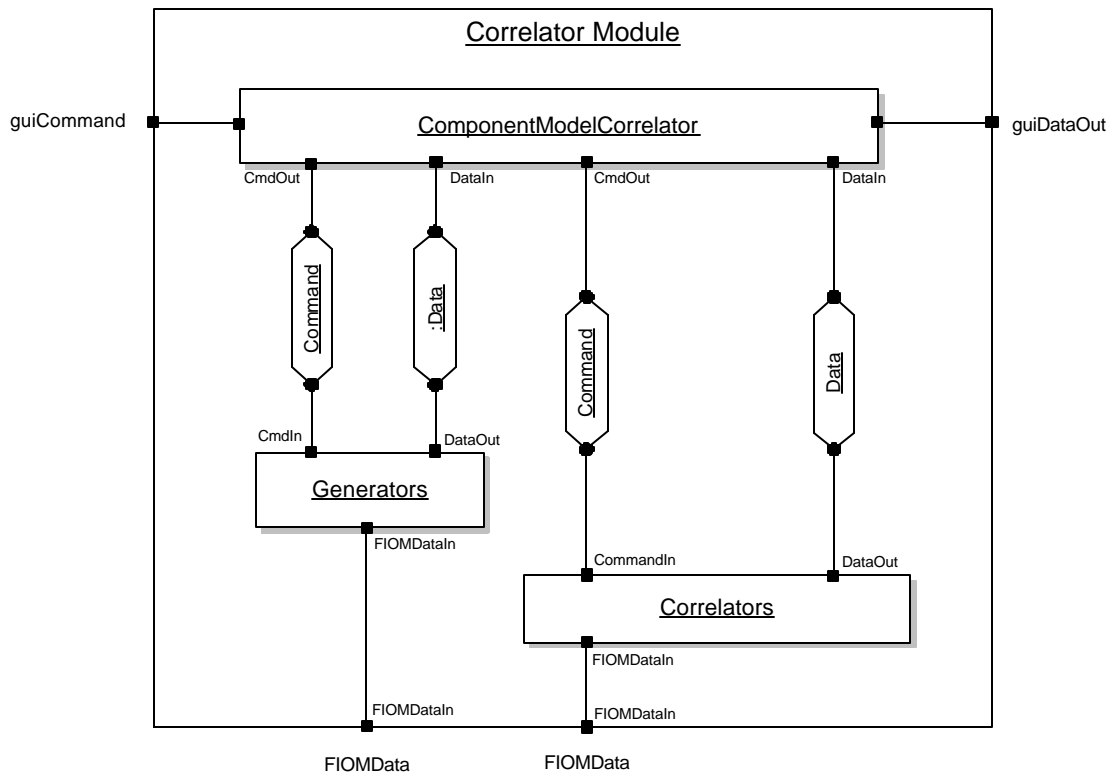 Correlator Module
guiCommand
ComponentModelCorrelator
guiDataOut
CmdOut
DataIn
CmdOut
DataIn
Command
:Data
Command
Data
CmdIn
DataOut
Generators
FIOMDataIn
CommandIn
DataOut
Correlators
FIOMDataIn
FIOMDataIn
FIOMDataIn
FIOMData
FIOMData